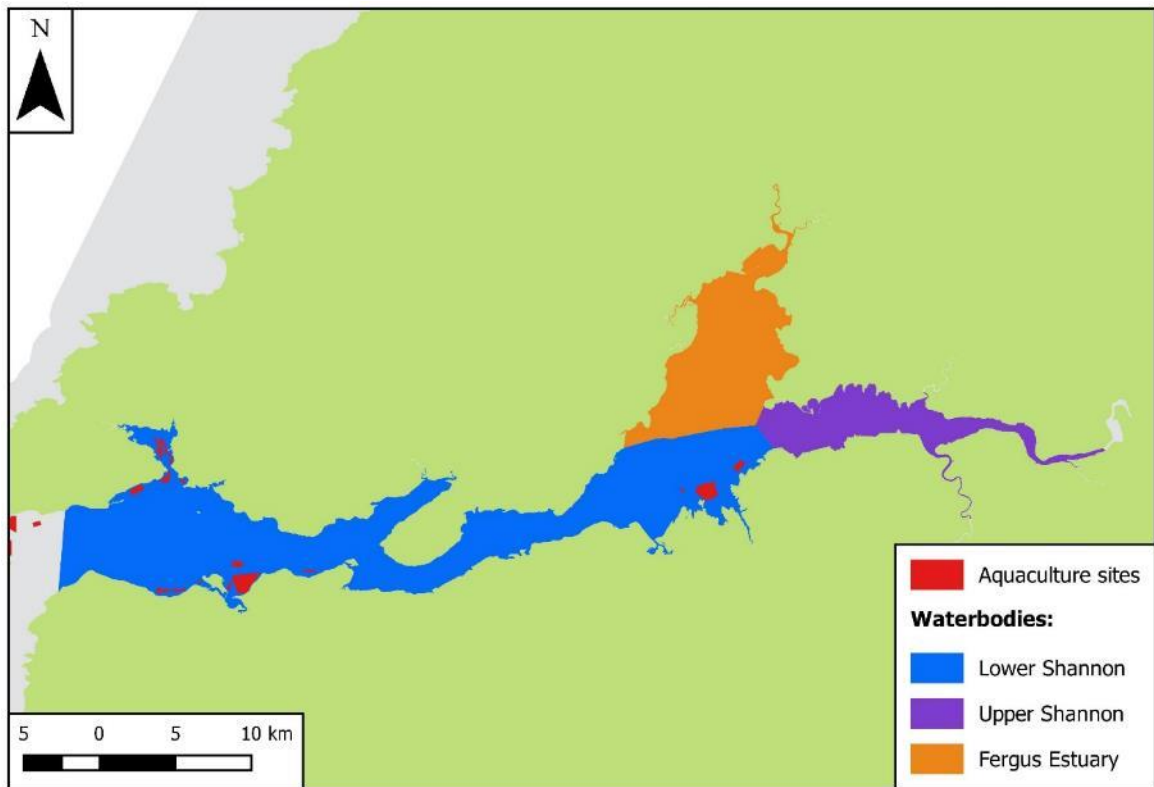 N
Aquaculture sites
Waterbodies:
Lower Shannon
Upper Shannon
Fergus Estuary
5 0 5 10 km